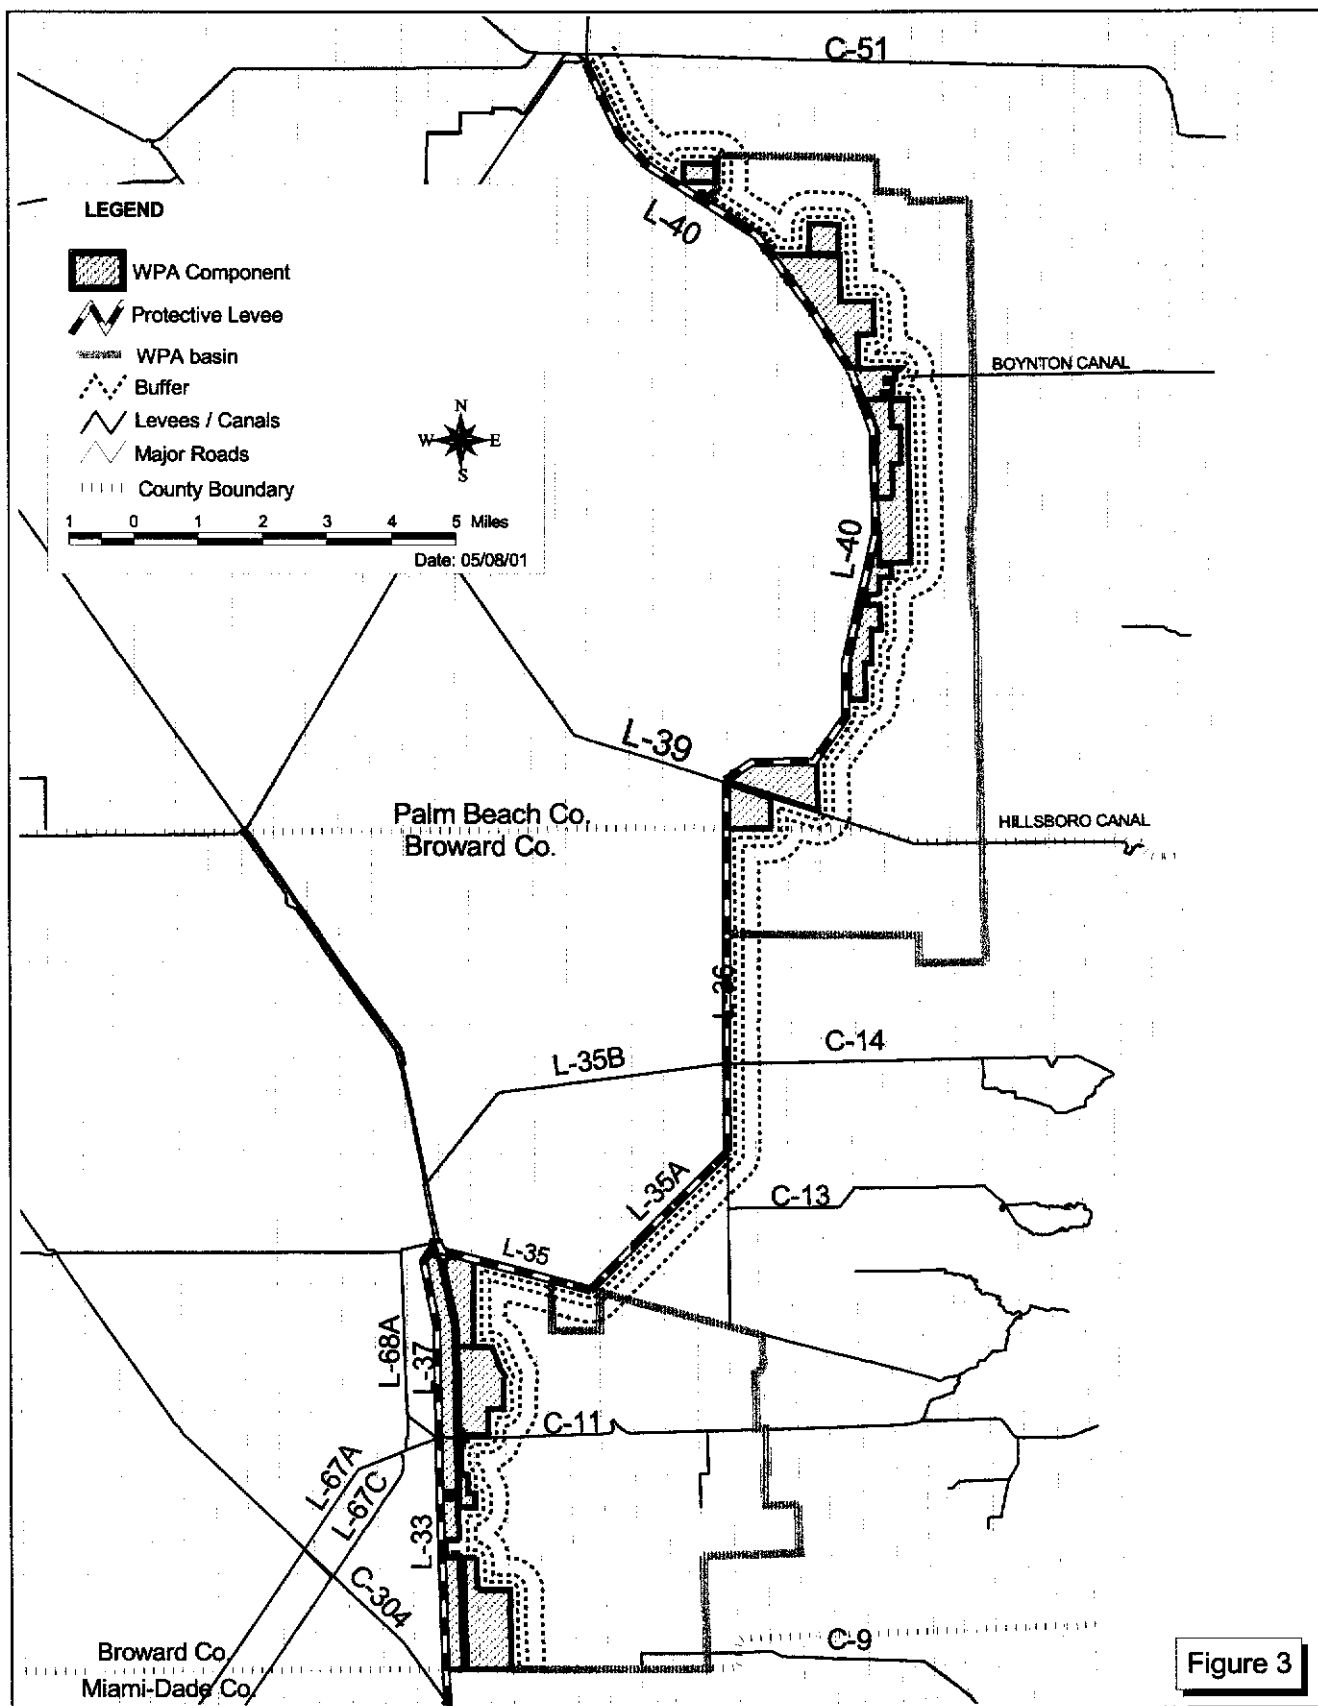 C-51
LEGEND
WPA Component
Protective Levee
WPA basin
Buffer
Levees / Canals
Major Roads
County Boundary
N
W E
S
1 0 1 2 3 4 5 Miles
Date: 05/08/01
L-40
BOYNTON CANAL
L-40
L-39
Palm Beach Co.
Broward Co.
HILLSBORO CANAL
L-36
C-14
L-35B
L-35A
C-13
L-35
L-68A
L-37
C-11
L-67A
L-67C
L-33
C-304
Broward Co.
Miami-Dade Co.
C-9
Figure 3